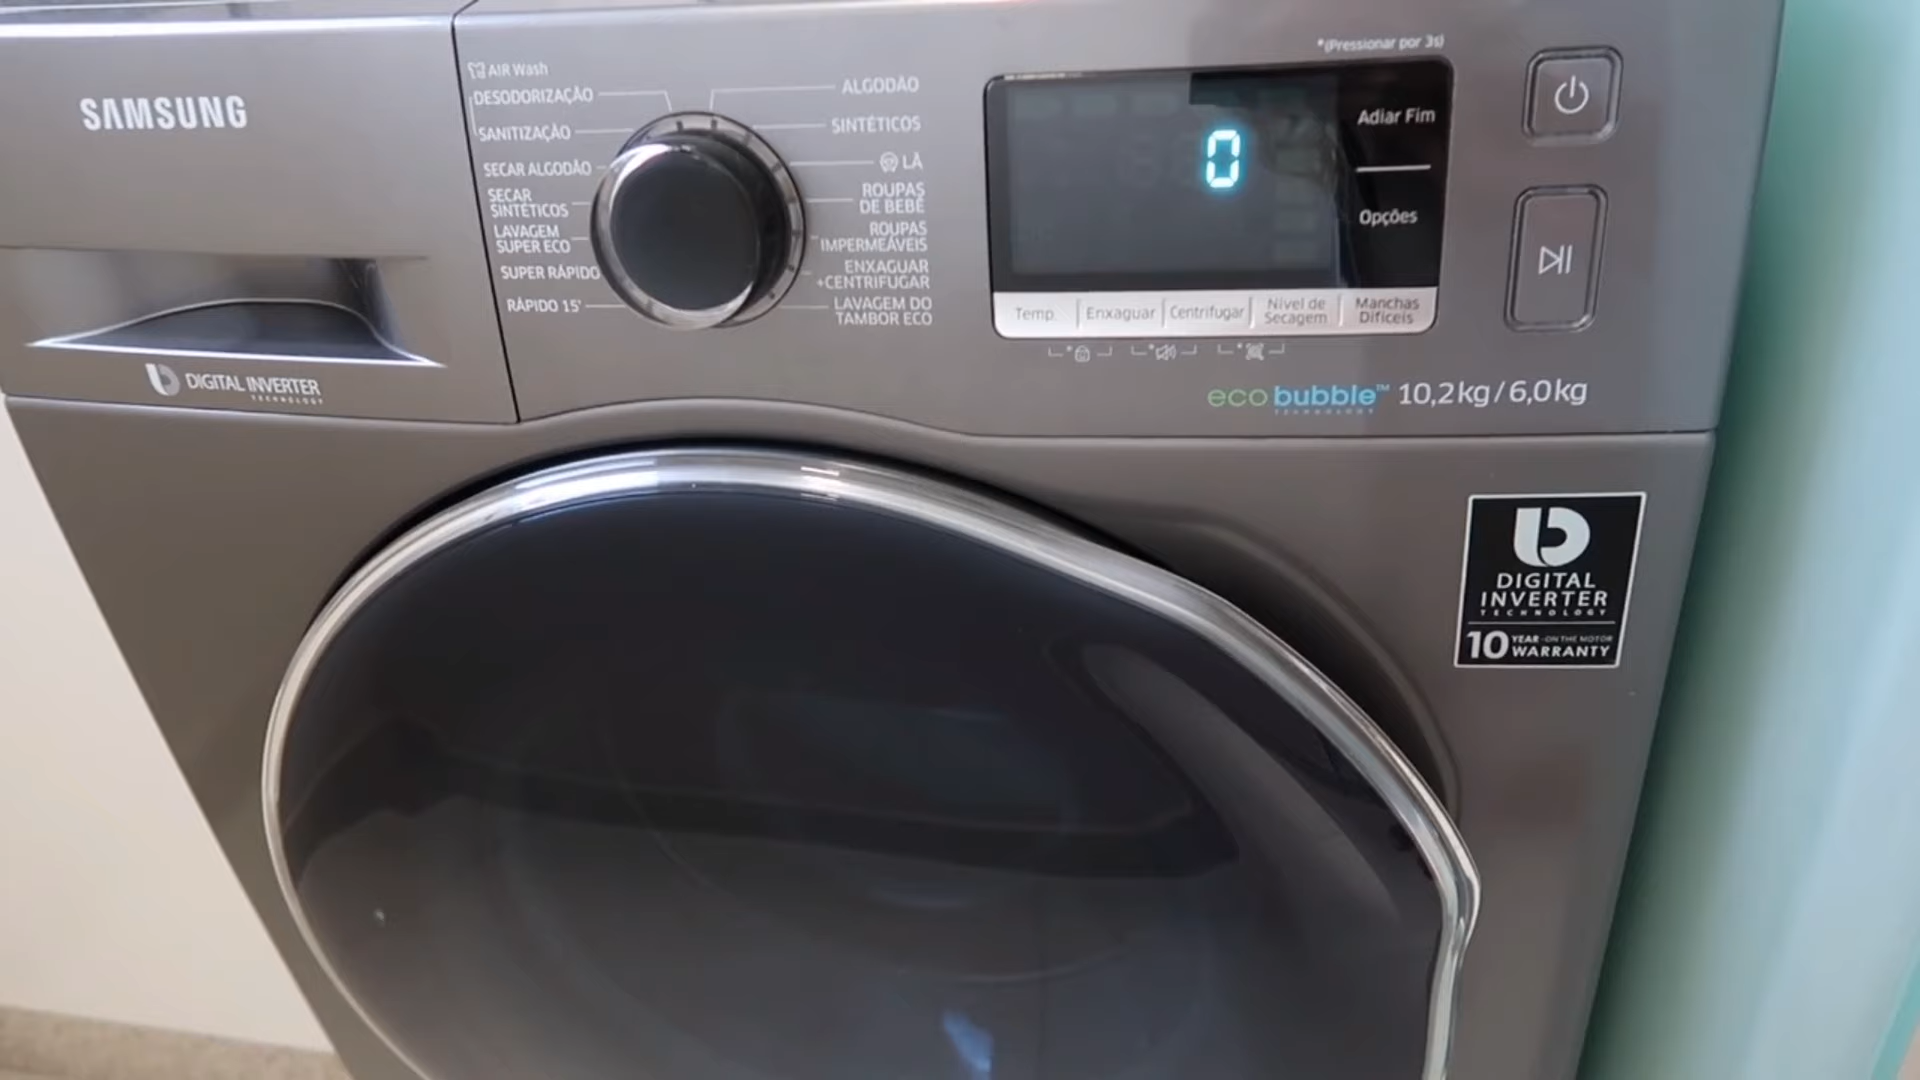 SAMSUNG
DIGITAL INVERTER
TECHNOLOGY
AIR Wash
DESODORIZAÇÃO
SANITIZAÇÃO
SECAR ALGODÃO
SECAR
SINTÉTICOS
LAVAGEM
SUPER ECO
SUPER RÁPIDO
RÁPIDO 15'
ALGODÃO
SINTÉTICOS
LÃ
ROUPAS
DE BEBÊ
ROUPAS
IMPERMEÁVEIS
ENXAGUAR
+CENTRIFUGAR
LAVAGEM DO
TAMBOR ECO
*(Pressionar por 3s)
0
Adiar Fim
Opções
Temp.
Enxaguar
Centrifugar
Nível de
Secagem
Manchas
Difíceis
eco bubble™ 10,2kg/6,0kg
TECHNOLOGY
DIGITAL
INVERTER
TECHNOLOGY
10 YEAR -ON THE MOTOR
WARRANTY